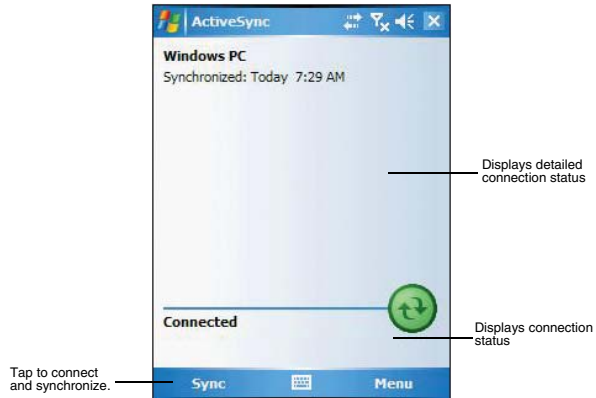 ActiveSync
Windows PC
Synchronized: Today 7:29 AM
Displays detailed
connection status
Connected
Displays connection
status
Tap to connect
and synchronize.
Sync
Menu